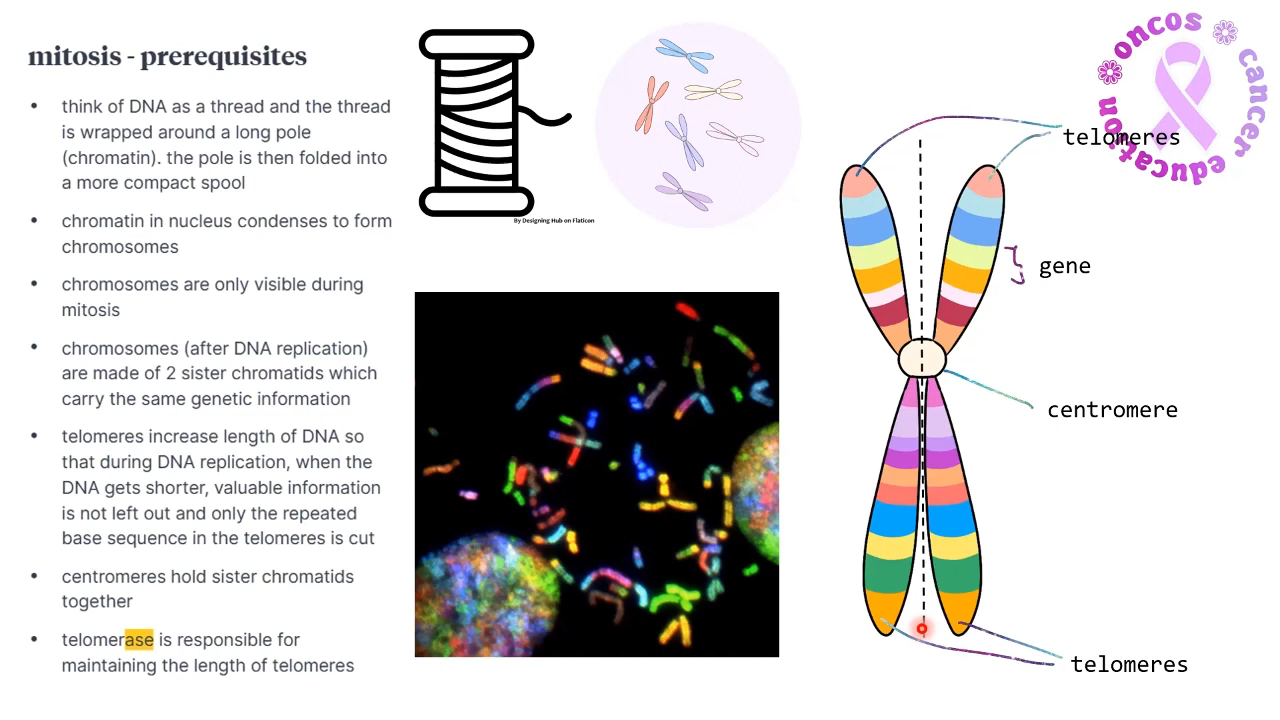 mitosis - prerequisites
• think of DNA as a thread and the thread
is wrapped around a long pole
(chromatin). the pole is then folded into
a more compact spool
• chromatin in nucleus condenses to form
chromosomes
• chromosomes are only visible during
mitosis
• chromosomes (after DNA replication)
are made of 2 sister chromatids which
carry the same genetic information
• telomeres increase length of DNA so
that during DNA replication, when the
DNA gets shorter, valuable information
is not left out and only the repeated
base sequence in the telomeres is cut
• centromeres hold sister chromatids
together
• telomerase is responsible for
maintaining the length of telomeres
By Designing Hub on Flaticon
oncos cancer education
telomeres
gene
centromere
telomeres